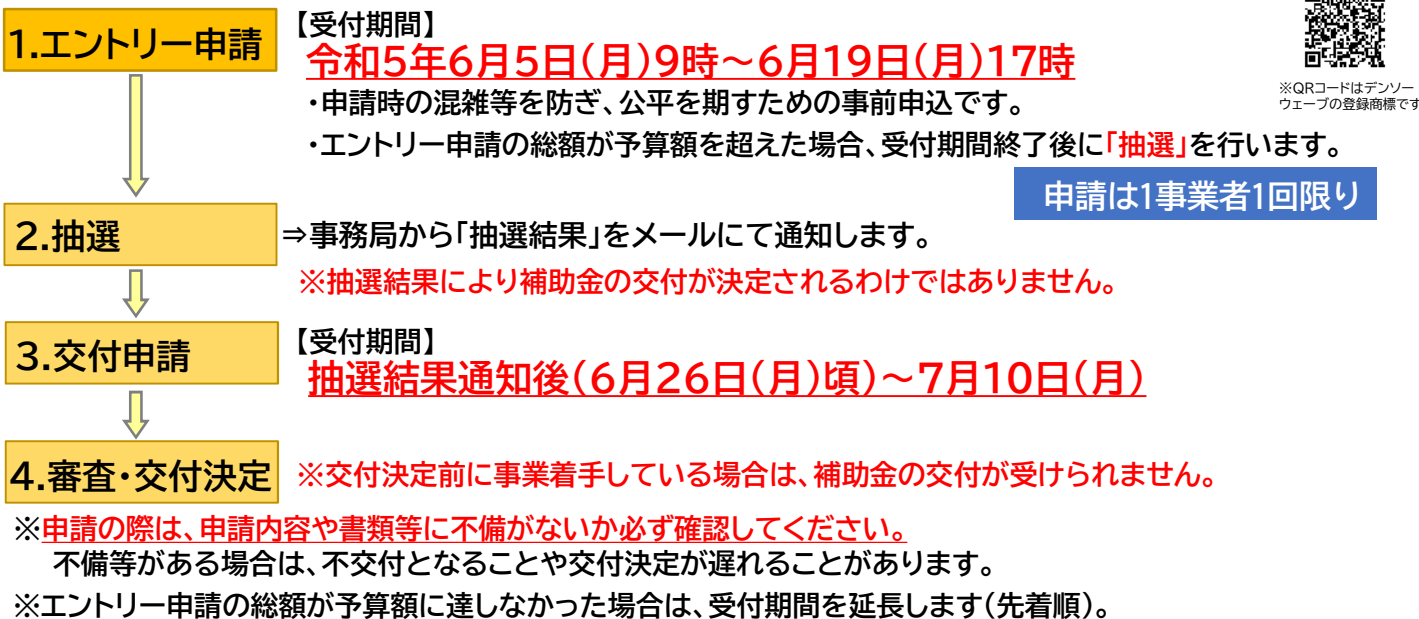 1.エントリー申請
【受付期間】
令和5年6月5日(月)9時～6月19日(月)17時
・申請時の混雑等を防ぎ、公平を期すための事前申込です。
・エントリー申請の総額が予算額を超えた場合、受付期間終了後に「抽選」を行います。
※QRコードはデンソー
ウェーブの登録商標です
申請は1事業者1回限り
2.抽選
⇒事務局から「抽選結果」をメールにて通知します。
※抽選結果により補助金の交付が決定されるわけではありません。
3.交付申請
【受付期間】
抽選結果通知後(6月26日(月)頃)～7月10日(月)
4.審査・交付決定
※交付決定前に事業着手している場合は、補助金の交付が受けられません。
※申請の際は、申請内容や書類等に不備がないか必ず確認してください。
不備等がある場合は、不交付となることや交付決定が遅れることがあります。
※エントリー申請の総額が予算額に達しなかった場合は、受付期間を延長します(先着順)。